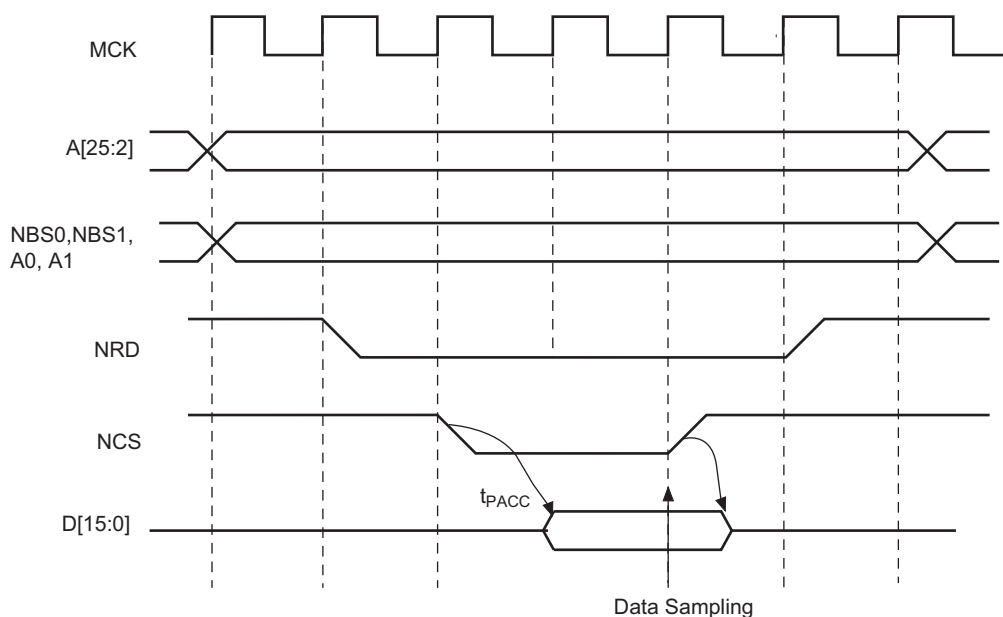 MCK
A[25:2]
NBS0,NBS1,
A0, A1
NRD
NCS
tPACC
D[15:0]
Data Sampling